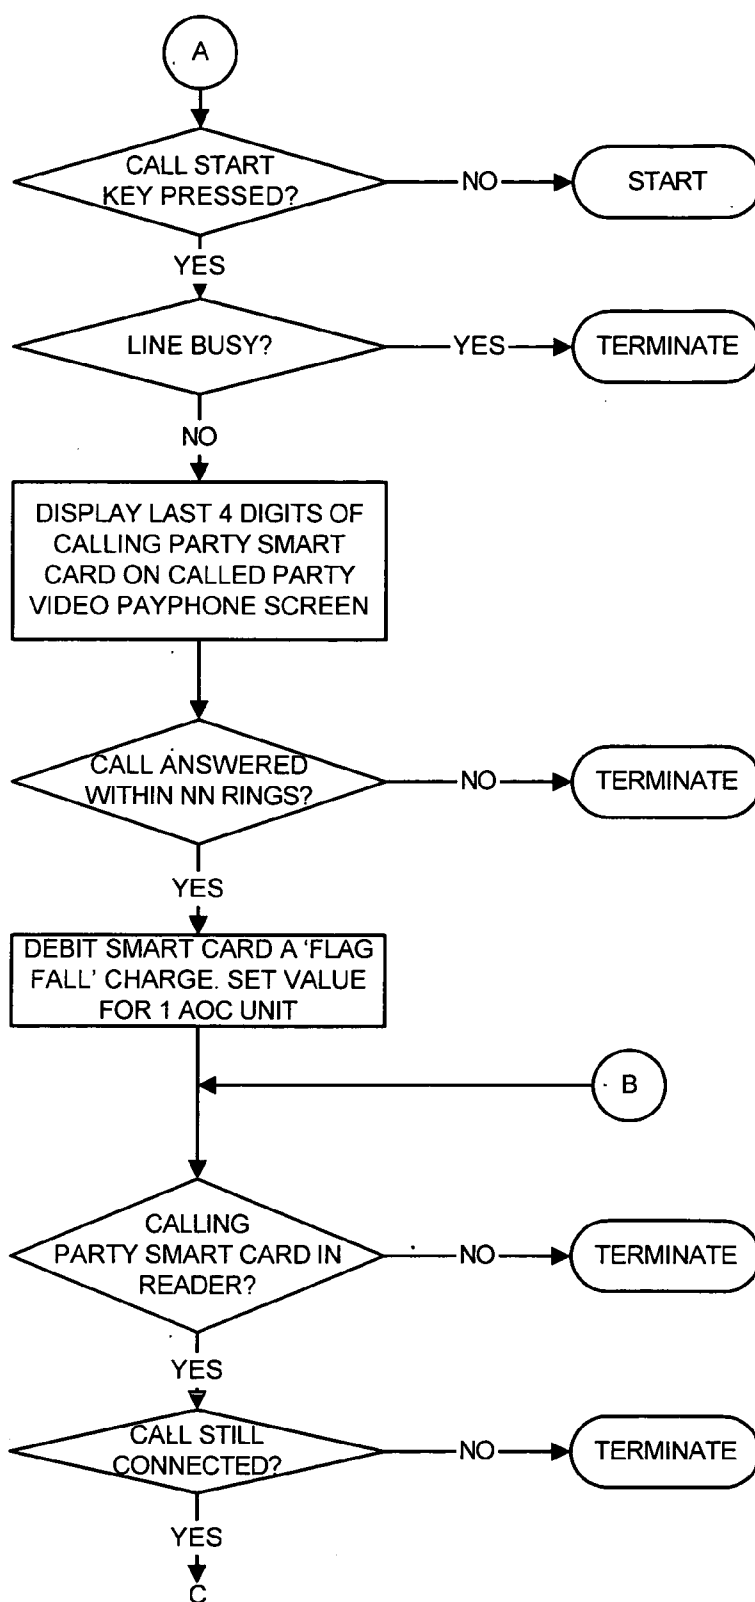 A
CALL START
KEY PRESSED?
NO
START
YES
LINE BUSY?
YES
TERMINATE
NO
DISPLAY LAST 4 DIGITS OF
CALLING PARTY SMART
CARD ON CALLED PARTY
VIDEO PAYPHONE SCREEN
CALL ANSWERED
WITHIN NN RINGS?
NO
TERMINATE
YES
DEBIT SMART CARD A 'FLAG
FALL' CHARGE. SET VALUE
FOR 1 AOC UNIT
B
CALLING
PARTY SMART CARD IN
READER?
NO
TERMINATE
YES
CALL STILL
CONNECTED?
NO
TERMINATE
YES
C